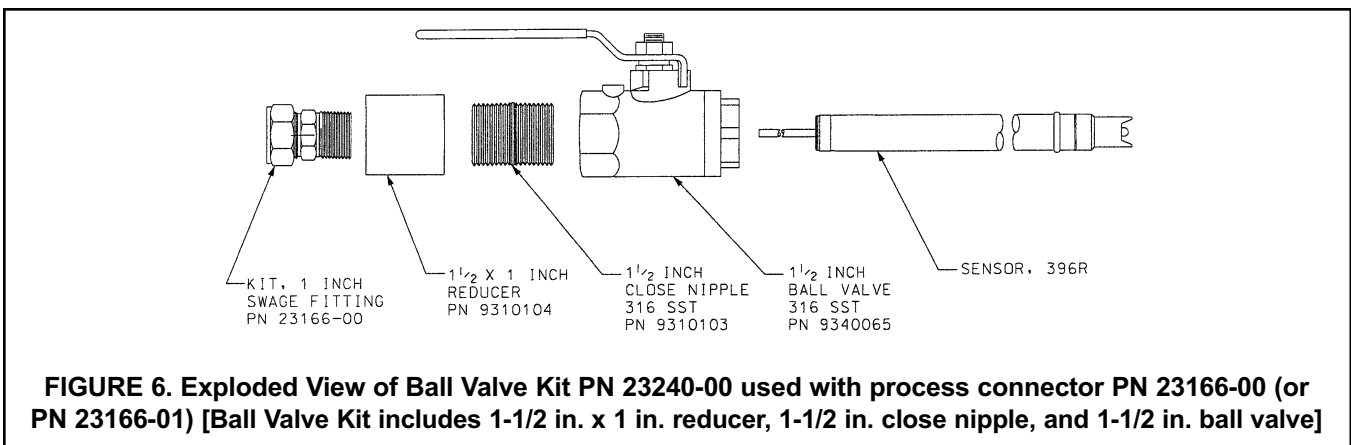 KIT, 1 INCH
SWAGE FITTING
PN 23166-00
1 1/2 X 1 INCH
REDUCER
PN 9310104
1 1/2 INCH
CLOSE NIPPLE
316 SST
PN 9310103
1 1/2 INCH
BALL VALVE
316 SST
PN 9340065
SENSOR, 396R
FIGURE 6. Exploded View of Ball Valve Kit PN 23240-00 used with process connector PN 23166-00 (or
PN 23166-01) [Ball Valve Kit includes 1-1/2 in. x 1 in. reducer, 1-1/2 in. close nipple, and 1-1/2 in. ball valve]